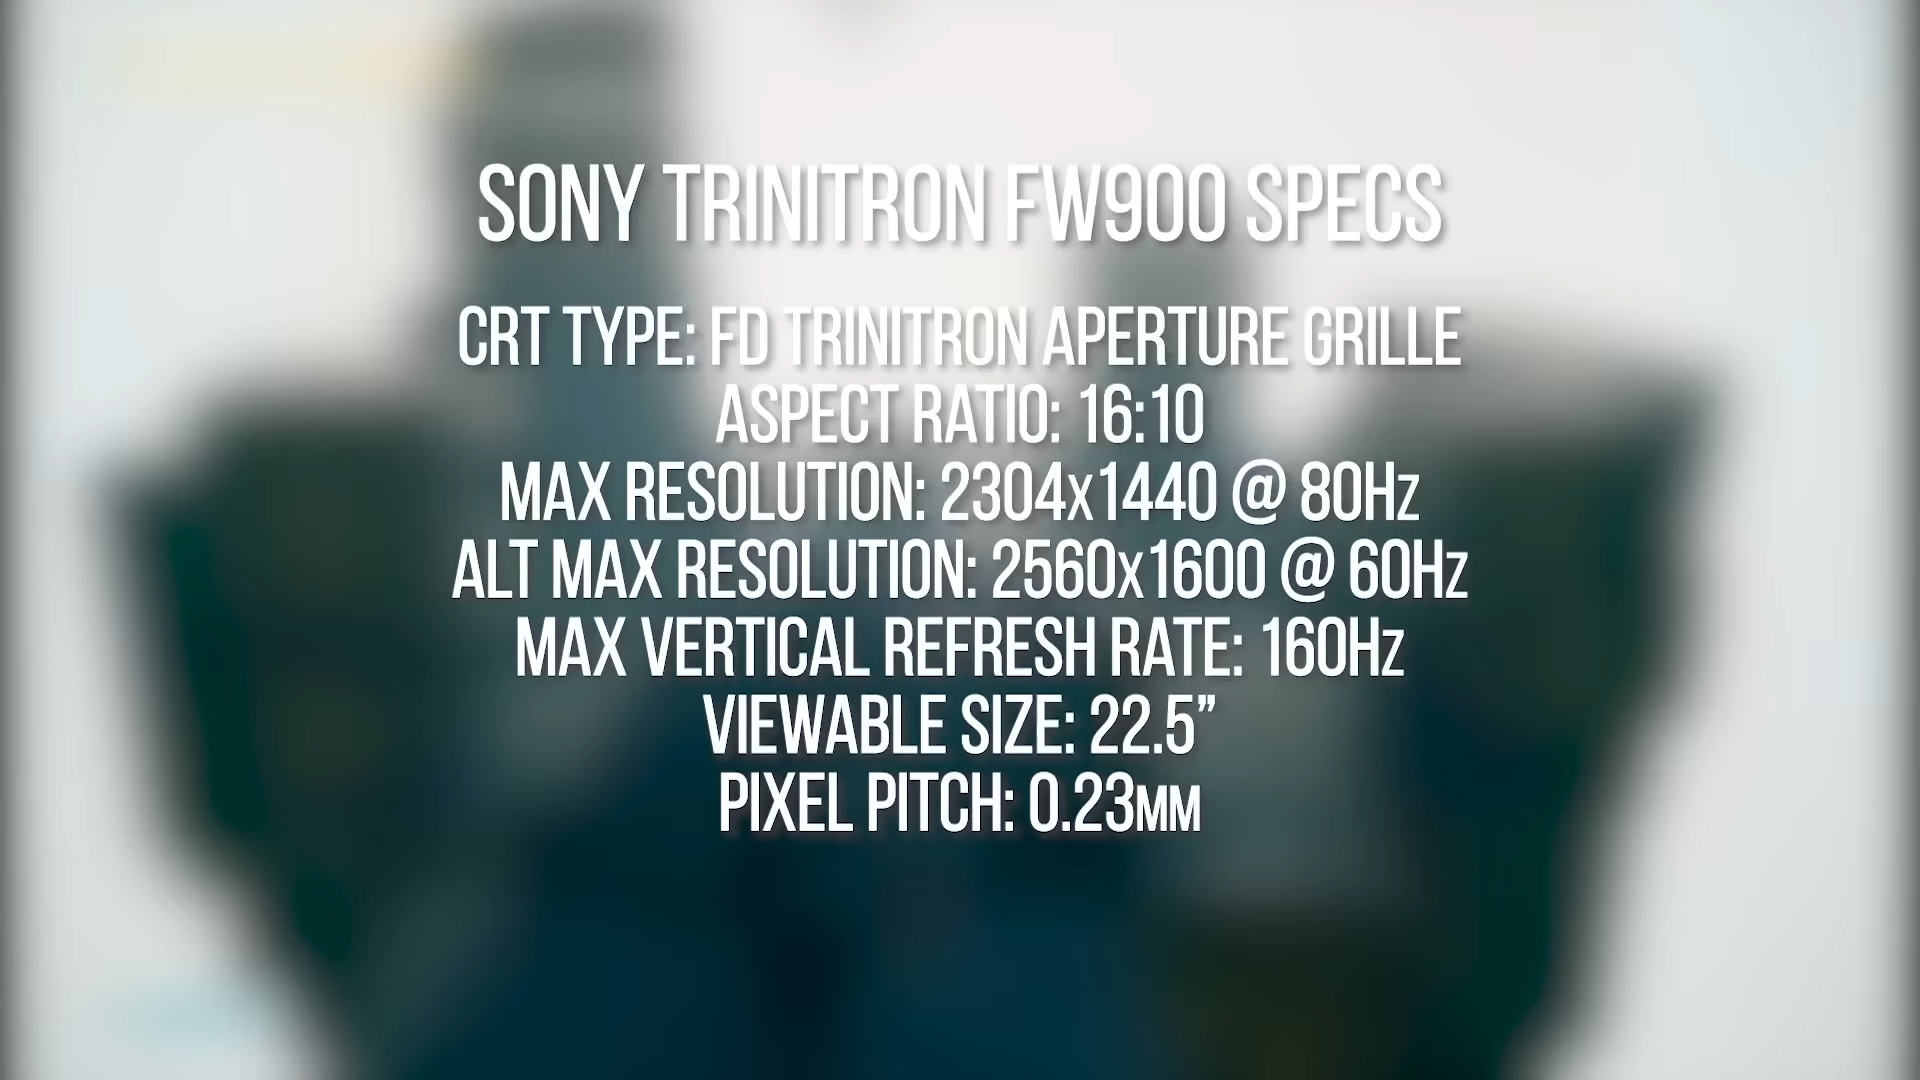 SONY TRINITRON FW900 SPECS
CRT TYPE: FD TRINITRON APERTURE GRILLE
ASPECT RATIO: 16:10
MAX RESOLUTION: 2304x1440 @ 80Hz
ALT MAX RESOLUTION: 2560x1600 @ 60Hz
MAX VERTICAL REFRESH RATE: 160Hz
VIEWABLE SIZE: 22.5”
PIXEL PITCH: 0.23MM